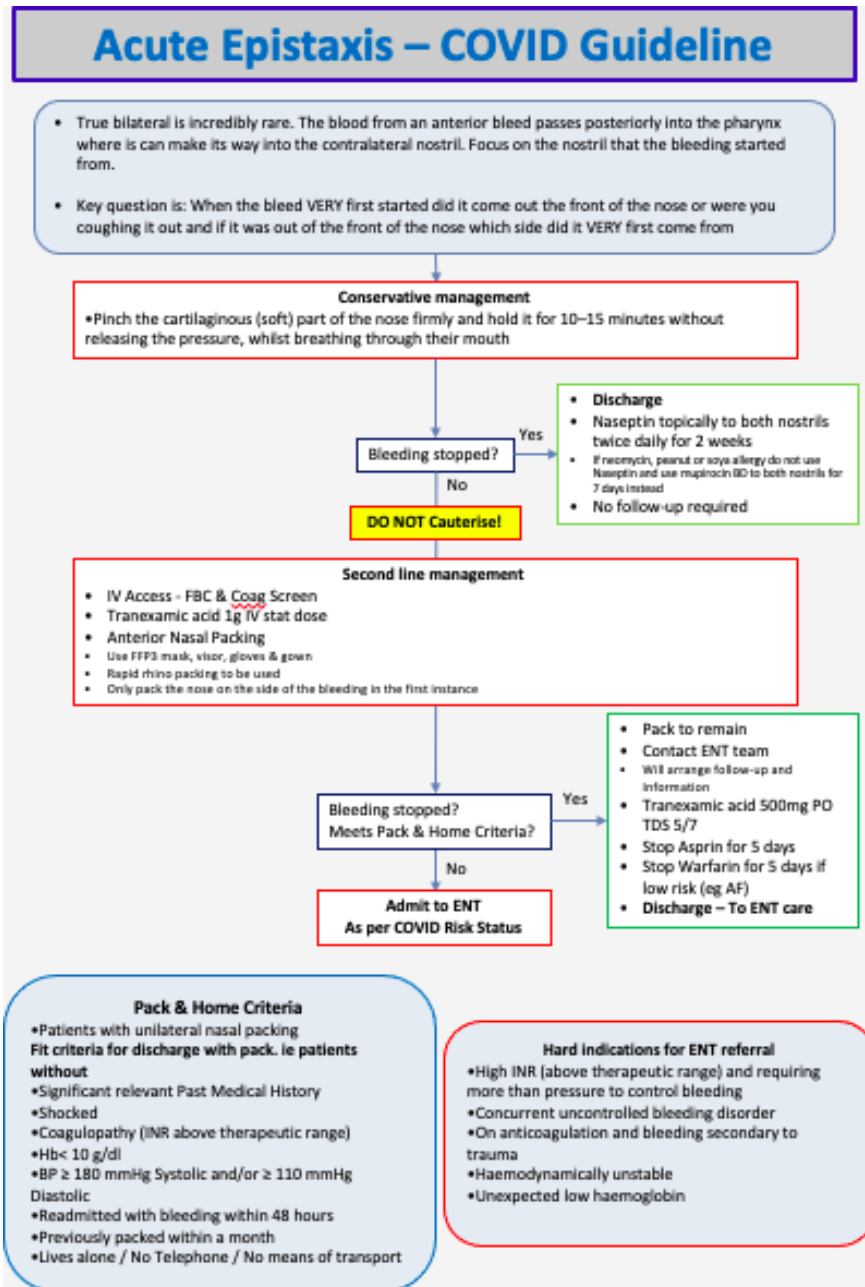 Acute Epistaxis – COVID Guideline
• True bilateral is incredibly rare. The blood from an anterior bleed passes posteriorly into the pharynx
where is can make its way into the contralateral nostril. Focus on the nostril that the bleeding started
from.
• Key question is: When the bleed VERY first started did it come out the front of the nose or were you
coughing it out and if it was out of the front of the nose which side did it VERY first come from
Conservative management
•Pinch the cartilaginous (soft) part of the nose firmly and hold it for 10–15 minutes without
releasing the pressure, whilst breathing through their mouth
Bleeding stopped?
Yes
• Discharge
• Naseptin topically to both nostrils
twice daily for 2 weeks
• If neomycin, peanut or soya allergy do not use
Naseptin and use mupirocin BD to both nostrils for
7 days instead
• No follow-up required
No
DO NOT Cauterise!
Second line management
• IV Access - FBC & Coag Screen
• Tranexamic acid 1g IV stat dose
• Anterior Nasal Packing
• Use FFP3 mask, visor, gloves & gown
• Rapid rhino packing to be used
• Only pack the nose on the side of the bleeding in the first instance
Bleeding stopped?
Meets Pack & Home Criteria?
Yes
• Pack to remain
• Contact ENT team
• Will arrange follow-up and
information
• Tranexamic acid 500mg PO
TDS 5/7
• Stop Asprin for 5 days
• Stop Warfarin for 5 days if
low risk (eg AF)
• Discharge – To ENT care
No
Admit to ENT
As per COVID Risk Status
Pack & Home Criteria
•Patients with unilateral nasal packing
Fit criteria for discharge with pack. ie patients
without
•Significant relevant Past Medical History
•Shocked
•Coagulopathy (INR above therapeutic range)
•Hb< 10 g/dl
•BP ≥ 180 mmHg Systolic and/or ≥ 110 mmHg
Diastolic
•Readmitted with bleeding within 48 hours
•Previously packed within a month
•Lives alone / No Telephone / No means of transport
Hard indications for ENT referral
•High INR (above therapeutic range) and requiring
more than pressure to control bleeding
•Concurrent uncontrolled bleeding disorder
•On anticoagulation and bleeding secondary to
trauma
•Haemodynamically unstable
•Unexpected low haemoglobin